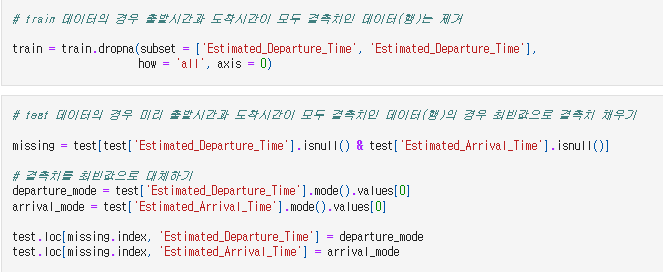 # train 데이터의 경우 출발시간과 도착시간이 모두 결측치인 데이터(행)는 제거
train = train.dropna(subset = ['Estimated_Departure_Time', 'Estimated_Departure_Time'],
how = 'all', axis = 0)
# test 데이터의 경우 미리 출발시간과 도착시간이 모두 결측치인 데이터(행)의 경우 최빈값으로 결측치 채우기
missing = test[test['Estimated_Departure_Time'].isnull() & test['Estimated_Arrival_Time'].isnull()]
# 결측치를 최빈값으로 대체하기
departure_mode = test['Estimated_Departure_Time'].mode().values[0]
arrival_mode = test['Estimated_Arrival_Time'].mode().values[0]
test.loc[missing.index, 'Estimated_Departure_Time'] = departure_mode
test.loc[missing.index, 'Estimated_Arrival_Time'] = arrival_mode